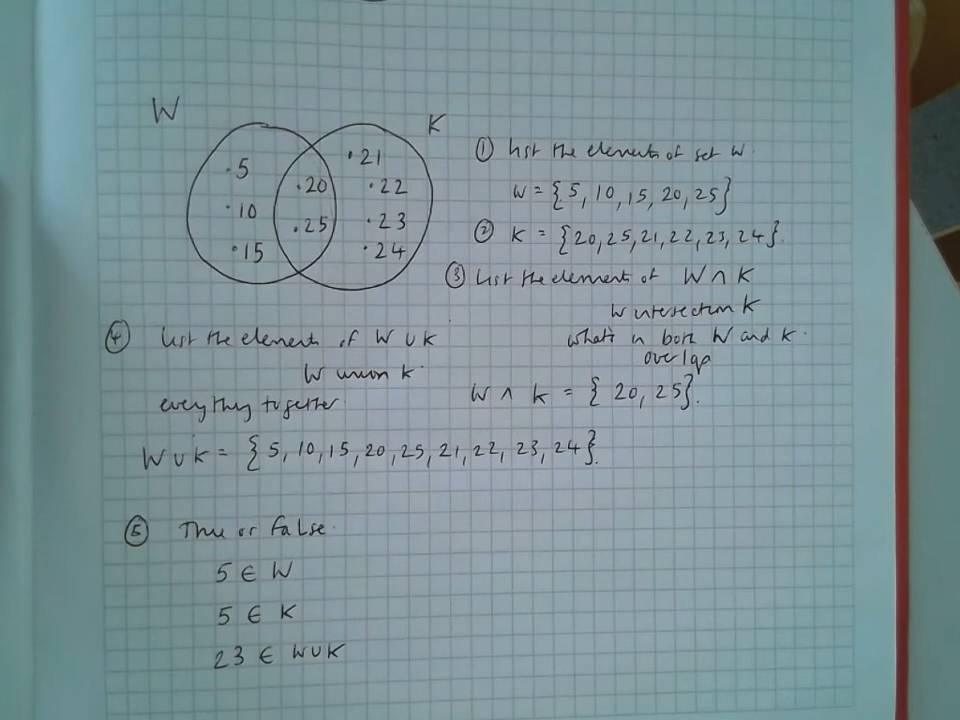 W
K
.5
.10
.15
.20
.25
.21
.22
.23
.24
① list the elements of set W.
W = {5, 10, 15, 20, 25}
② K = {20, 25, 21, 22, 23, 24}.
③ list the elements of W ∩ K
W intersection K
what's in both W and K.
overlap
W ∩ K = { 20, 25}.
④ list the elements of W ∪ K
W union K.
everything together.
W ∪ K = {5, 10, 15, 20, 25, 21, 22, 23, 24}.
⑤ True or false.
5 ∈ W
5 ∈ K
23 ∈ W∪K